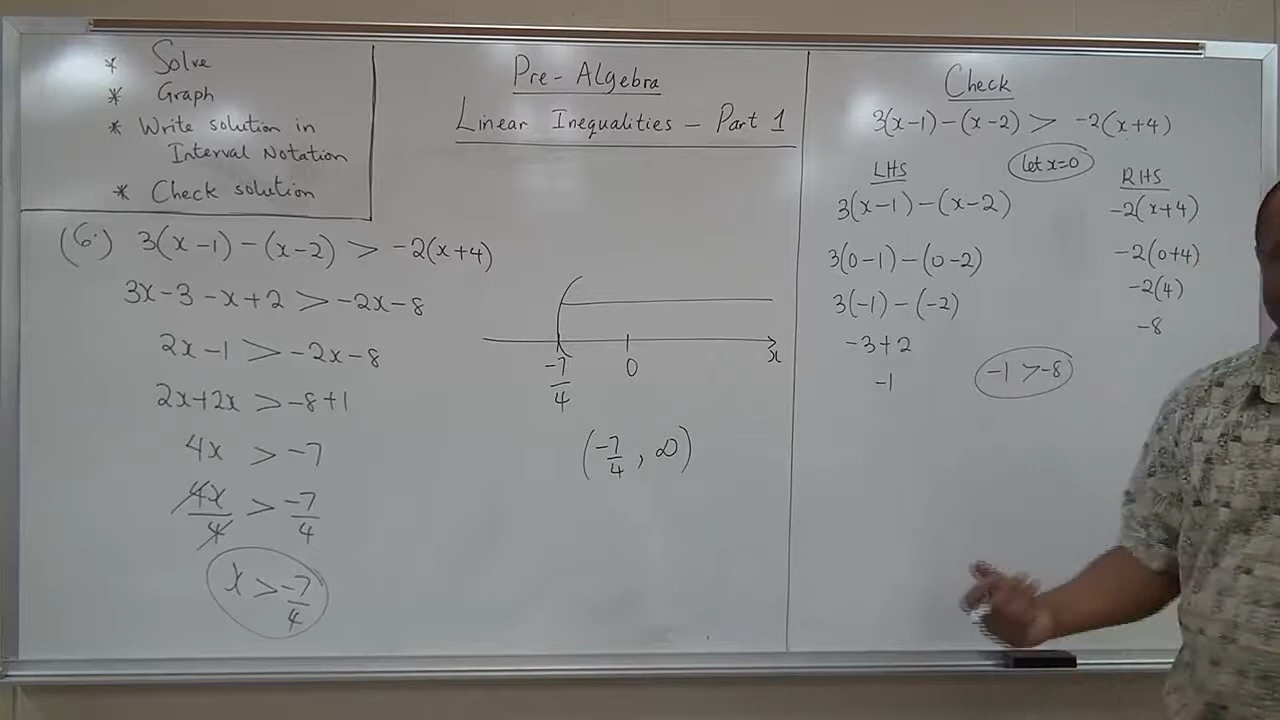 * Solve
* Graph
* Write solution in
Interval Notation
* Check solution
Pre-Algebra
Linear Inequalities - Part 1
(6.) 3(x-1)-(x-2) > -2(x+4)
3x-3-x+2 > -2x-8
2x-1 > -2x-8
2x+2x > -8+1
4x > -7
4x/4 > -7/4
x > -7/4
-7/4 0 x
(-7/4, ∞)
Check
3(x-1)-(x-2) > -2(x+4)
let x=0
LHS
3(x-1)-(x-2)
3(0-1)-(0-2)
3(-1)-(-2)
-3+2
-1
RHS
-2(x+4)
-2(0+4)
-2(4)
-8
-1 > -8